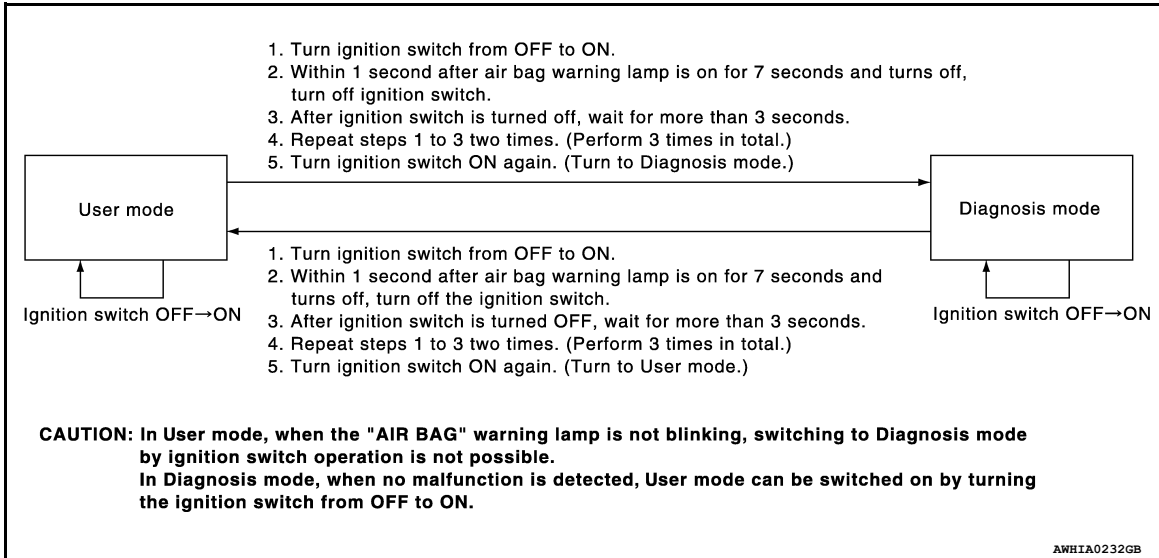 1. Turn ignition switch from OFF to ON.
2. Within 1 second after air bag warning lamp is on for 7 seconds and turns off,
turn off ignition switch.
3. After ignition switch is turned off, wait for more than 3 seconds.
4. Repeat steps 1 to 3 two times. (Perform 3 times in total.)
5. Turn ignition switch ON again. (Turn to Diagnosis mode.)
User mode
Diagnosis mode
1. Turn ignition switch from OFF to ON.
2. Within 1 second after air bag warning lamp is on for 7 seconds and
turns off, turn off the ignition switch.
3. After ignition switch is turned OFF, wait for more than 3 seconds.
4. Repeat steps 1 to 3 two times. (Perform 3 times in total.)
5. Turn ignition switch ON again. (Turn to User mode.)
Ignition switch OFF→ON
Ignition switch OFF→ON
CAUTION: In User mode, when the "AIR BAG" warning lamp is not blinking, switching to Diagnosis mode
by ignition switch operation is not possible.
In Diagnosis mode, when no malfunction is detected, User mode can be switched on by turning
the ignition switch from OFF to ON.
AWHIA0232GB